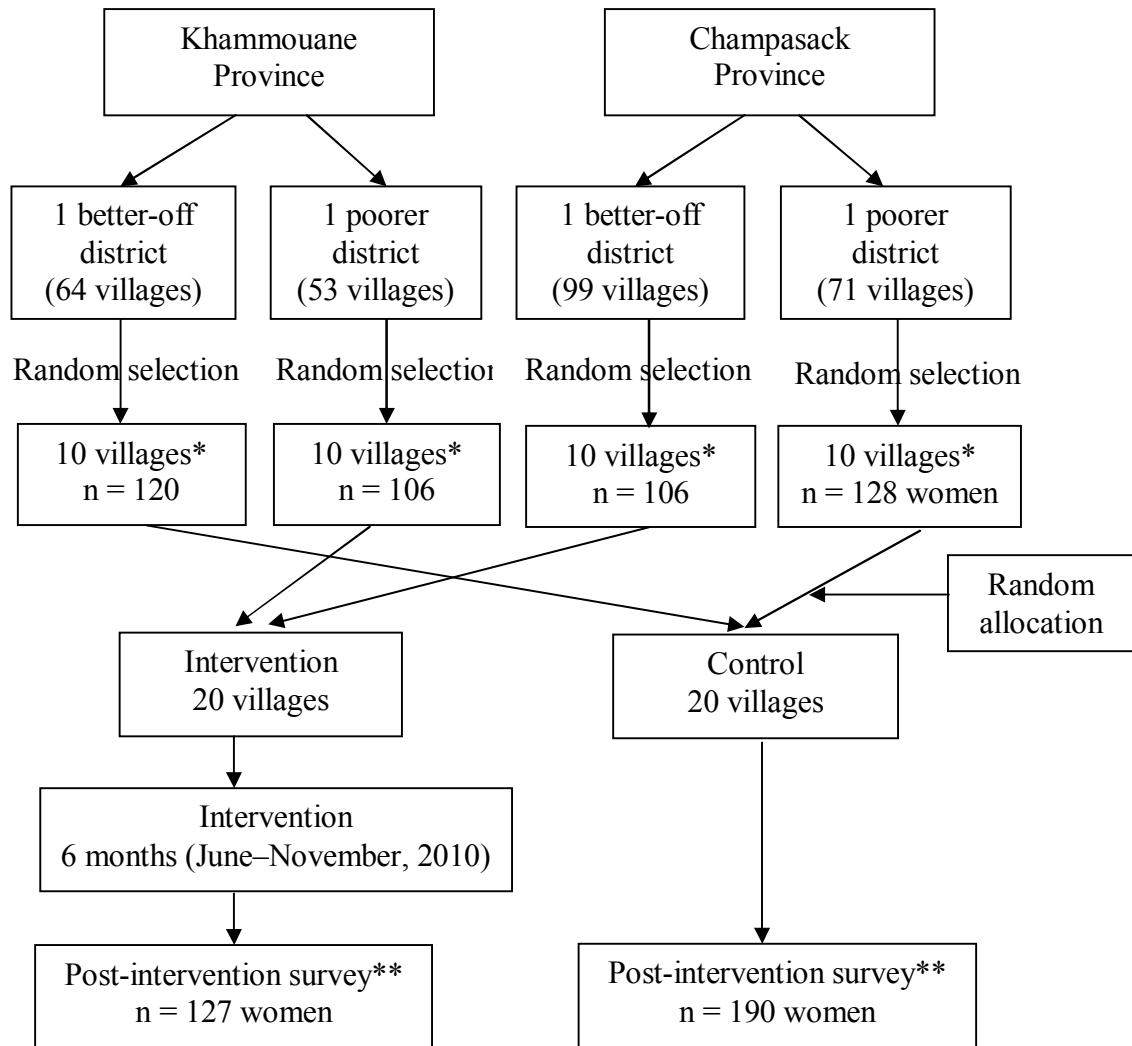 Khammouane
Province
Champasack
Province
1 better-off
district
(64 villages)
1 poorer
district
(53 villages)
1 better-off
district
(99 villages)
1 poorer
district
(71 villages)
Random selection
Random selection
Random selection
Random selection
10 villages*
n = 120
10 villages*
n = 106
10 villages*
n = 106
10 villages*
n = 128 women
Random
allocation
Intervention
20 villages
Control
20 villages
Intervention
6 months (June–November, 2010)
Post-intervention survey**
n = 127 women
Post-intervention survey**
n = 190 women